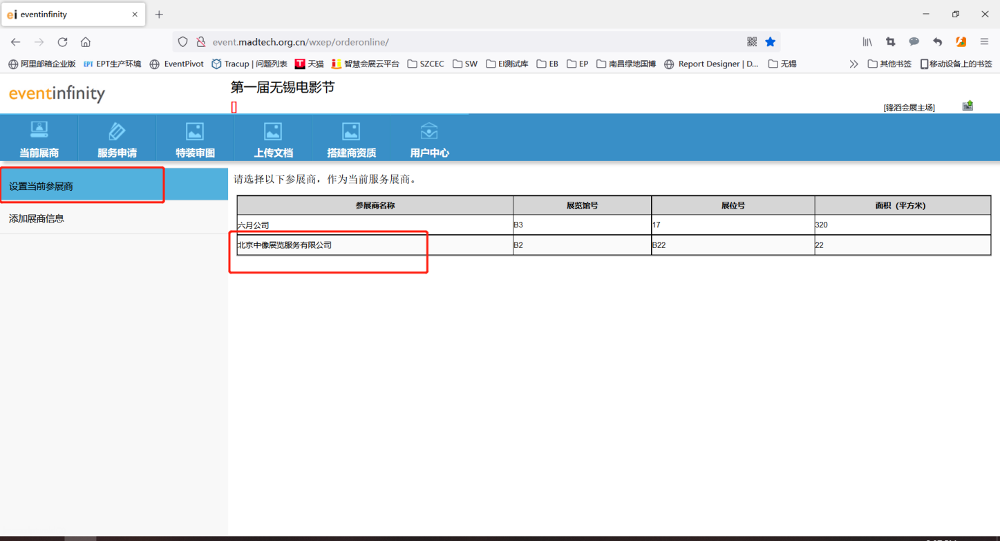 ei eventinfinity
event.madtech.org.cn/wxep/orderonline/
阿里邮箱企业版 EPT EPT生产环境 EventPivot Tracup | 问题列表 T 天猫 智慧会展云平台 SZCEC SW EI测试库 EB EP 南昌绿地国博 Report Designer | D... 无锡 其他书签 移动设备上的书签
eventinfinity
第一届无锡电影节
[]
[锋滔会展主场]
当前展商 服务申请 特装审图 上传文档 搭建商资质 用户中心
设置当前参展商
添加展商信息
请选择以下参展商，作为当前服务展商。
参展商名称 展览馆号 展位号 面积（平方米）
六月公司 B3 17 320
北京中像展览服务有限公司 B2 B22 22